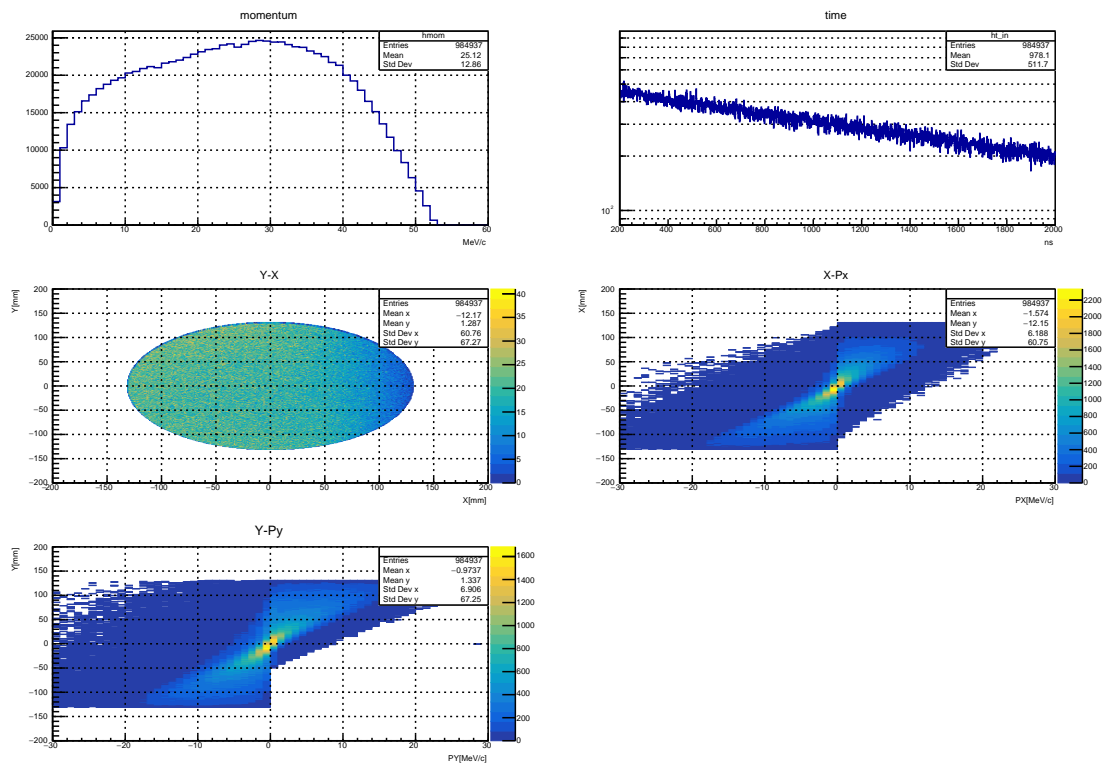 momentum
hmom
Entries 984937
Mean 25.12
Std Dev 12.86
25000
20000
15000
10000
5000
0
0 10 20 30 40 50 60
MeV/c
time
ht_in
Entries 984937
Mean 978.1
Std Dev 511.7
10²
200 400 600 800 1000 1200 1400 1600 1800 2000
ns
Y-X
Y[mm]
Entries 984937
Mean x −12.17
Mean y 1.287
Std Dev x 60.76
Std Dev y 67.27
200
150
100
50
0
−50
−100
−150
−200
−200 −150 −100 −50 0 50 100 150 200
X[mm]
40
35
30
25
20
15
10
5
0
X-Px
X[mm]
Entries 984937
Mean x −1.574
Mean y −12.15
Std Dev x 6.188
Std Dev y 60.75
200
150
100
50
0
−50
−100
−150
−200
−30 −20 −10 0 10 20 30
PX[MeV/c]
2200
2000
1800
1600
1400
1200
1000
800
600
400
200
0
Y-Py
Y[mm]
Entries 984937
Mean x −0.9737
Mean y 1.337
Std Dev x 6.906
Std Dev y 67.25
200
150
100
50
0
−50
−100
−150
−200
−30 −20 −10 0 10 20 30
PY[MeV/c]
1600
1400
1200
1000
800
600
400
200
0